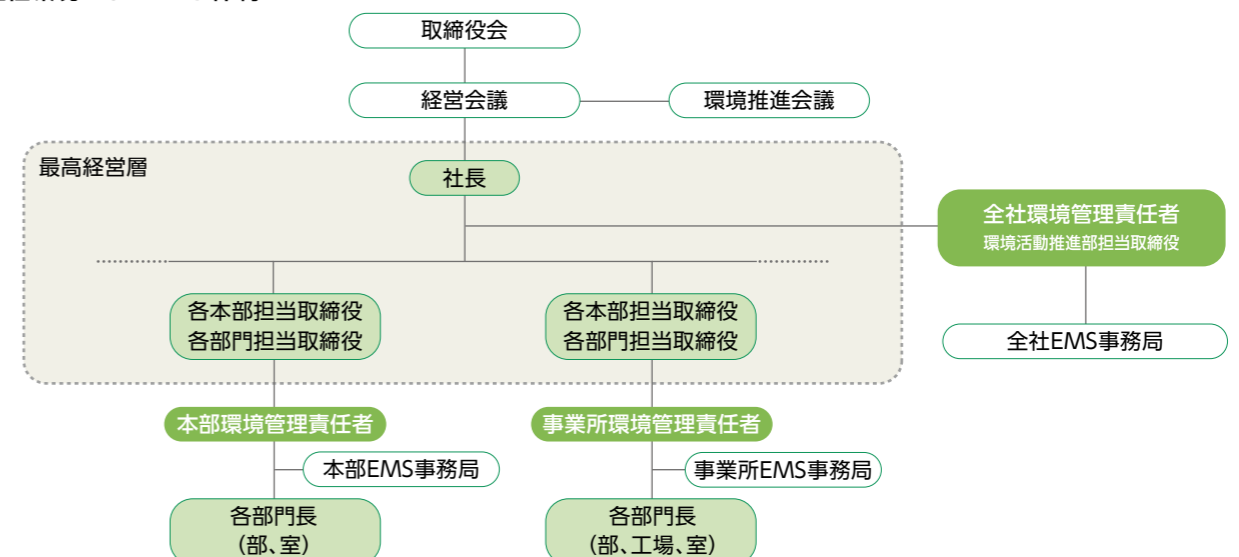 取締役会
経営会議
環境推進会議
最高経営層
社長
全社環境管理責任者
環境活動推進部担当取締役
各本部担当取締役
各部門担当取締役
各本部担当取締役
各部門担当取締役
全社EMS事務局
本部環境管理責任者
事業所環境管理責任者
本部EMS事務局
事業所EMS事務局
各部門長
(部、室)
各部門長
(部、工場、室)